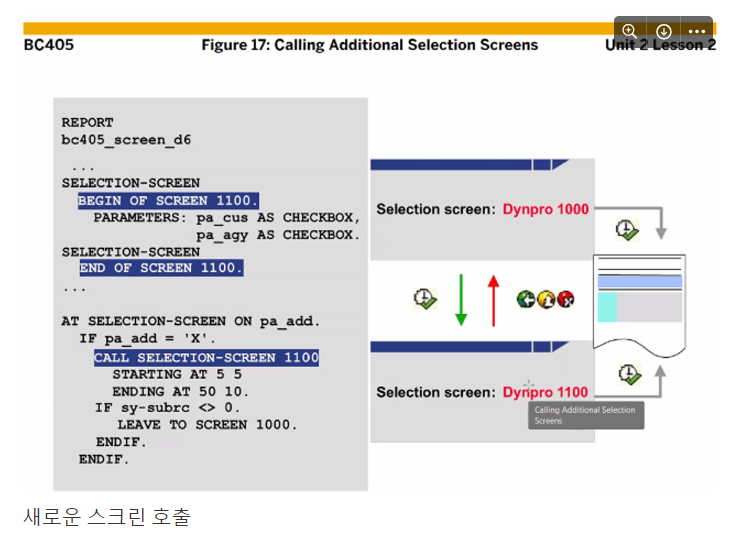 BC405
Figure 17: Calling Additional Selection Screens
Unit 2 Lesson 2
REPORT
bc405_screen_d6
...
SELECTION-SCREEN
BEGIN OF SCREEN 1100.
PARAMETERS: pa_cus AS CHECKBOX,
pa_agy AS CHECKBOX.
SELECTION-SCREEN
END OF SCREEN 1100.
...
AT SELECTION-SCREEN ON pa_add.
IF pa_add = 'X'.
CALL SELECTION-SCREEN 1100
STARTING AT 5 5
ENDING AT 50 10.
IF sy-subrc <> 0.
LEAVE TO SCREEN 1000.
ENDIF.
ENDIF.
Selection screen: Dynpro 1000
Selection screen: Dynpro 1100
Calling Additional Selection
Screens
새로운 스크린 호출